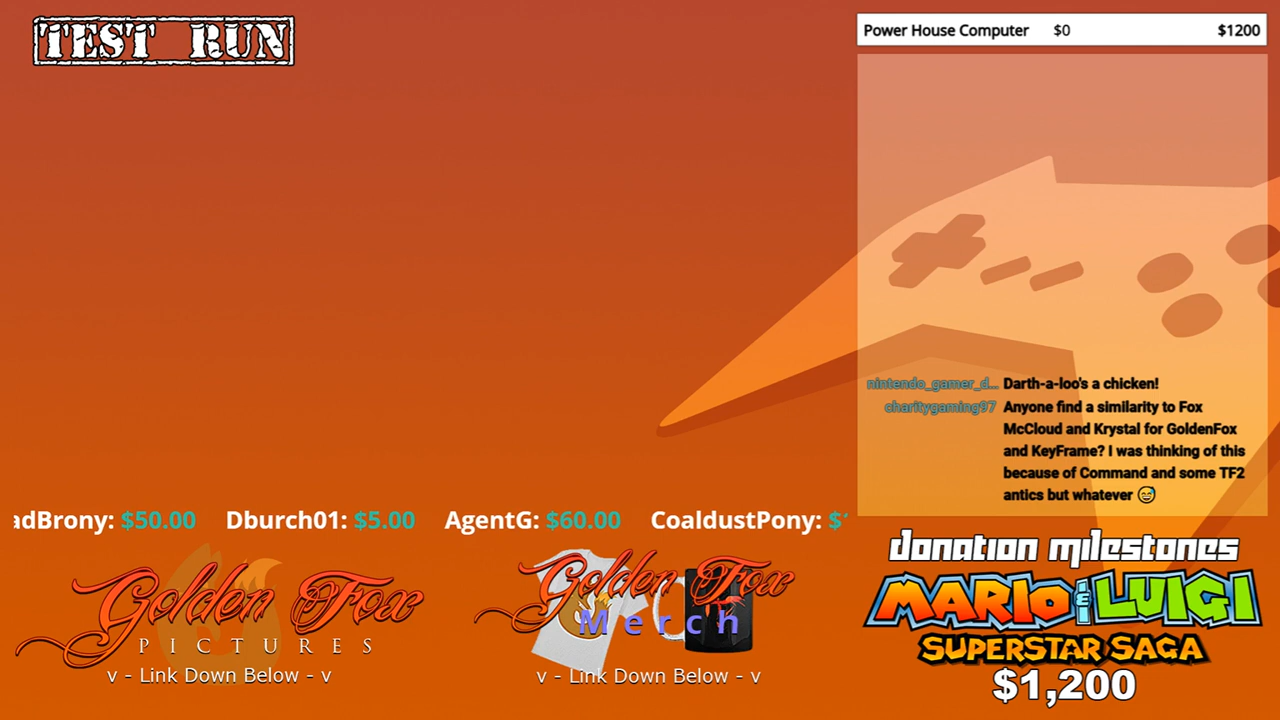 TEST RUN
Power House Computer $0 $1200
nintendo_gamer_d... Darth-a-loo's a chicken!
charitygaming97 Anyone find a similarity to Fox
McCloud and Krystal for GoldenFox
and KeyFrame? I was thinking of this
because of Command and some TF2
antics but whatever 😅
adBrony: $50.00 Dburch01: $5.00 AgentG: $60.00 CoaldustPony: $
Golden Fox
PICTURES
v - Link Down Below - v
Golden Fox
Merch
v - Link Down Below - v
donation milestones
MARIO & LUIGI
SUPERSTAR SAGA
$1,200